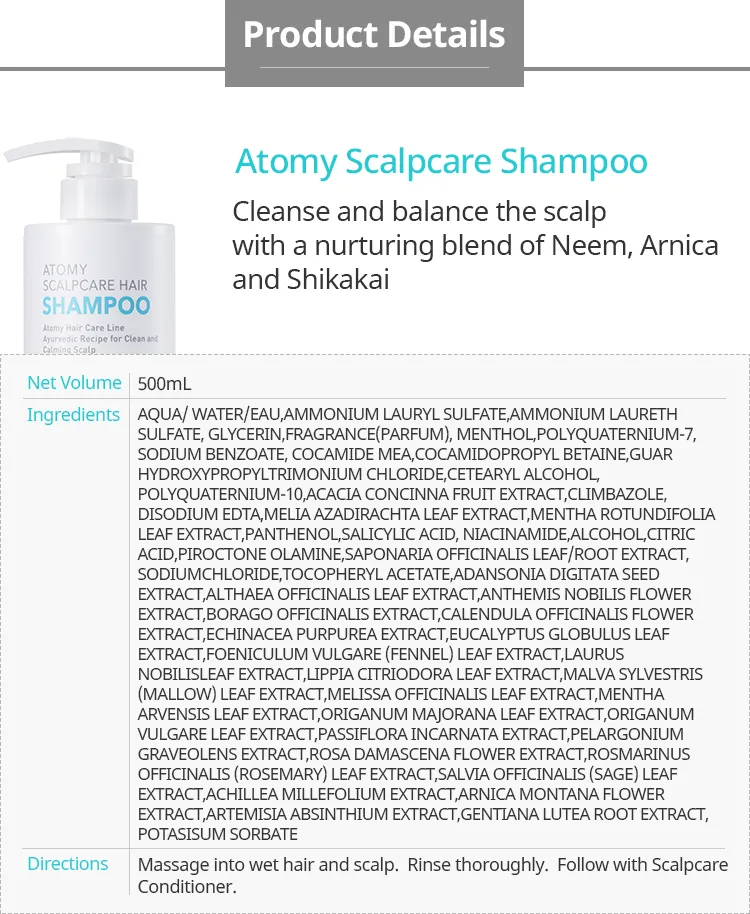 Product Details
Atomy Scalpcare Shampoo
Cleanse and balance the scalp
with a nurturing blend of Neem, Arnica
and Shikakai
ATOMY
SCALPCARE HAIR
SHAMPOO
Atomy Hair Care Line
Ayurvedic Recipe for Clean and
Calming Scalp
Net Volume 500mL
Ingredients AQUA/ WATER/EAU,AMMONIUM LAURYL SULFATE,AMMONIUM LAURETH
SULFATE, GLYCERIN,FRAGRANCE(PARFUM), MENTHOL,POLYQUATERNIUM-7,
SODIUM BENZOATE, COCAMIDE MEA,COCAMIDOPROPYL BETAINE,GUAR
HYDROXYPROPYLTRIMONIUM CHLORIDE,CETEARYL ALCOHOL,
POLYQUATERNIUM-10,ACACIA CONCINNA FRUIT EXTRACT,CLIMBAZOLE,
DISODIUM EDTA,MELIA AZADIRACHTA LEAF EXTRACT,MENTHA ROTUNDIFOLIA
LEAF EXTRACT,PANTHENOL,SALICYLIC ACID, NIACINAMIDE,ALCOHOL,CITRIC
ACID,PIROCTONE OLAMINE,SAPONARIA OFFICINALIS LEAF/ROOT EXTRACT,
SODIUMCHLORIDE,TOCOPHERYL ACETATE,ADANSONIA DIGITATA SEED
EXTRACT,ALTHAEA OFFICINALIS LEAF EXTRACT,ANTHEMIS NOBILIS FLOWER
EXTRACT,BORAGO OFFICINALIS EXTRACT,CALENDULA OFFICINALIS FLOWER
EXTRACT,ECHINACEA PURPUREA EXTRACT,EUCALYPTUS GLOBULUS LEAF
EXTRACT,FOENICULUM VULGARE (FENNEL) LEAF EXTRACT,LAURUS
NOBILISLEAF EXTRACT,LIPPIA CITRIODORA LEAF EXTRACT,MALVA SYLVESTRIS
(MALLOW) LEAF EXTRACT,MELISSA OFFICINALIS LEAF EXTRACT,MENTHA
ARVENSIS LEAF EXTRACT,ORIGANUM MAJORANA LEAF EXTRACT,ORIGANUM
VULGARE LEAF EXTRACT,PASSIFLORA INCARNATA EXTRACT,PELARGONIUM
GRAVEOLENS EXTRACT,ROSA DAMASCENA FLOWER EXTRACT,ROSMARINUS
OFFICINALIS (ROSEMARY) LEAF EXTRACT,SALVIA OFFICINALIS (SAGE) LEAF
EXTRACT,ACHILLEA MILLEFOLIUM EXTRACT,ARNICA MONTANA FLOWER
EXTRACT,ARTEMISIA ABSINTHIUM EXTRACT,GENTIANA LUTEA ROOT EXTRACT,
POTASISUM SORBATE
Directions Massage into wet hair and scalp. Rinse thoroughly. Follow with Scalpcare
Conditioner.